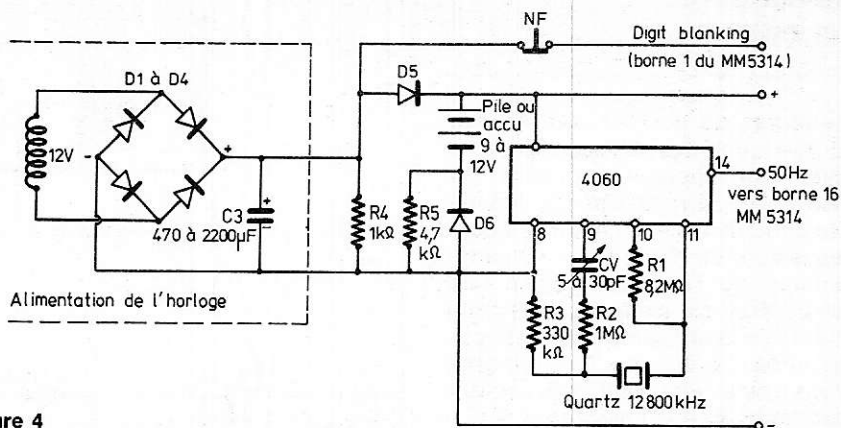 NF
Digit blanking
(borne 1 du MM5314)
D1 à D4
D5
+
Pile ou
accu
9 à
12V
12V
-
+
4060
14
50Hz
vers borne 16
MM 5314
C3
+
-
470 à 2200µF
R4
1kΩ
R5
4,7
kΩ
D6
8
9
10
11
CV
5 à 30pF
R1
8,2MΩ
R3
330
kΩ
R2
1MΩ
Alimentation de l'horloge
Quartz 12800kHz
-
re 4